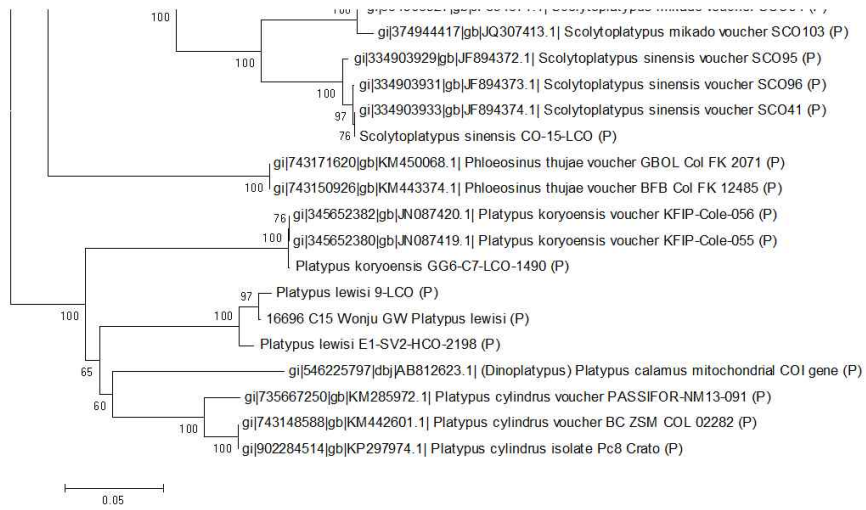 100
100
gi|374944417|gb|JQ307413.1| Scolytoplatypus mikado voucher SCO103 (P)
100
gi|334903929|gb|JF894372.1| Scolytoplatypus sinensis voucher SCO95 (P)
100
gi|334903931|gb|JF894373.1| Scolytoplatypus sinensis voucher SCO96 (P)
gi|334903933|gb|JF894374.1| Scolytoplatypus sinensis voucher SCO41 (P)
97
76
Scolytoplatypus sinensis CO-15-LCO (P)
gi|743171620|gb|KM450068.1| Phloeosinus thujae voucher GBOL Col FK 2071 (P)
100
gi|743150926|gb|KM443374.1| Phloeosinus thujae voucher BFB Col FK 12485 (P)
76
gi|345652382|gb|JN087420.1| Platypus koryoensis voucher KFIP-Cole-056 (P)
100
gi|345652380|gb|JN087419.1| Platypus koryoensis voucher KFIP-Cole-055 (P)
Platypus koryoensis GG6-C7-LCO-1490 (P)
97
Platypus lewisi 9-LCO (P)
100
100
16696 C15 Wonju GW Platypus lewisi (P)
Platypus lewisi E1-SV2-HCO-2198 (P)
65
gi|546225797|dbj|AB812623.1| (Dinoplatypus) Platypus calamus mitochondrial COI gene (P)
60
gi|735667250|gb|KM285972.1| Platypus cylindrus voucher PASSIFOR-NM13-091 (P)
100
gi|743148588|gb|KM442601.1| Platypus cylindrus voucher BC ZSM COL 02282 (P)
100
gi|902284514|gb|KP297974.1| Platypus cylindrus isolate Pc8 Crato (P)
0.05